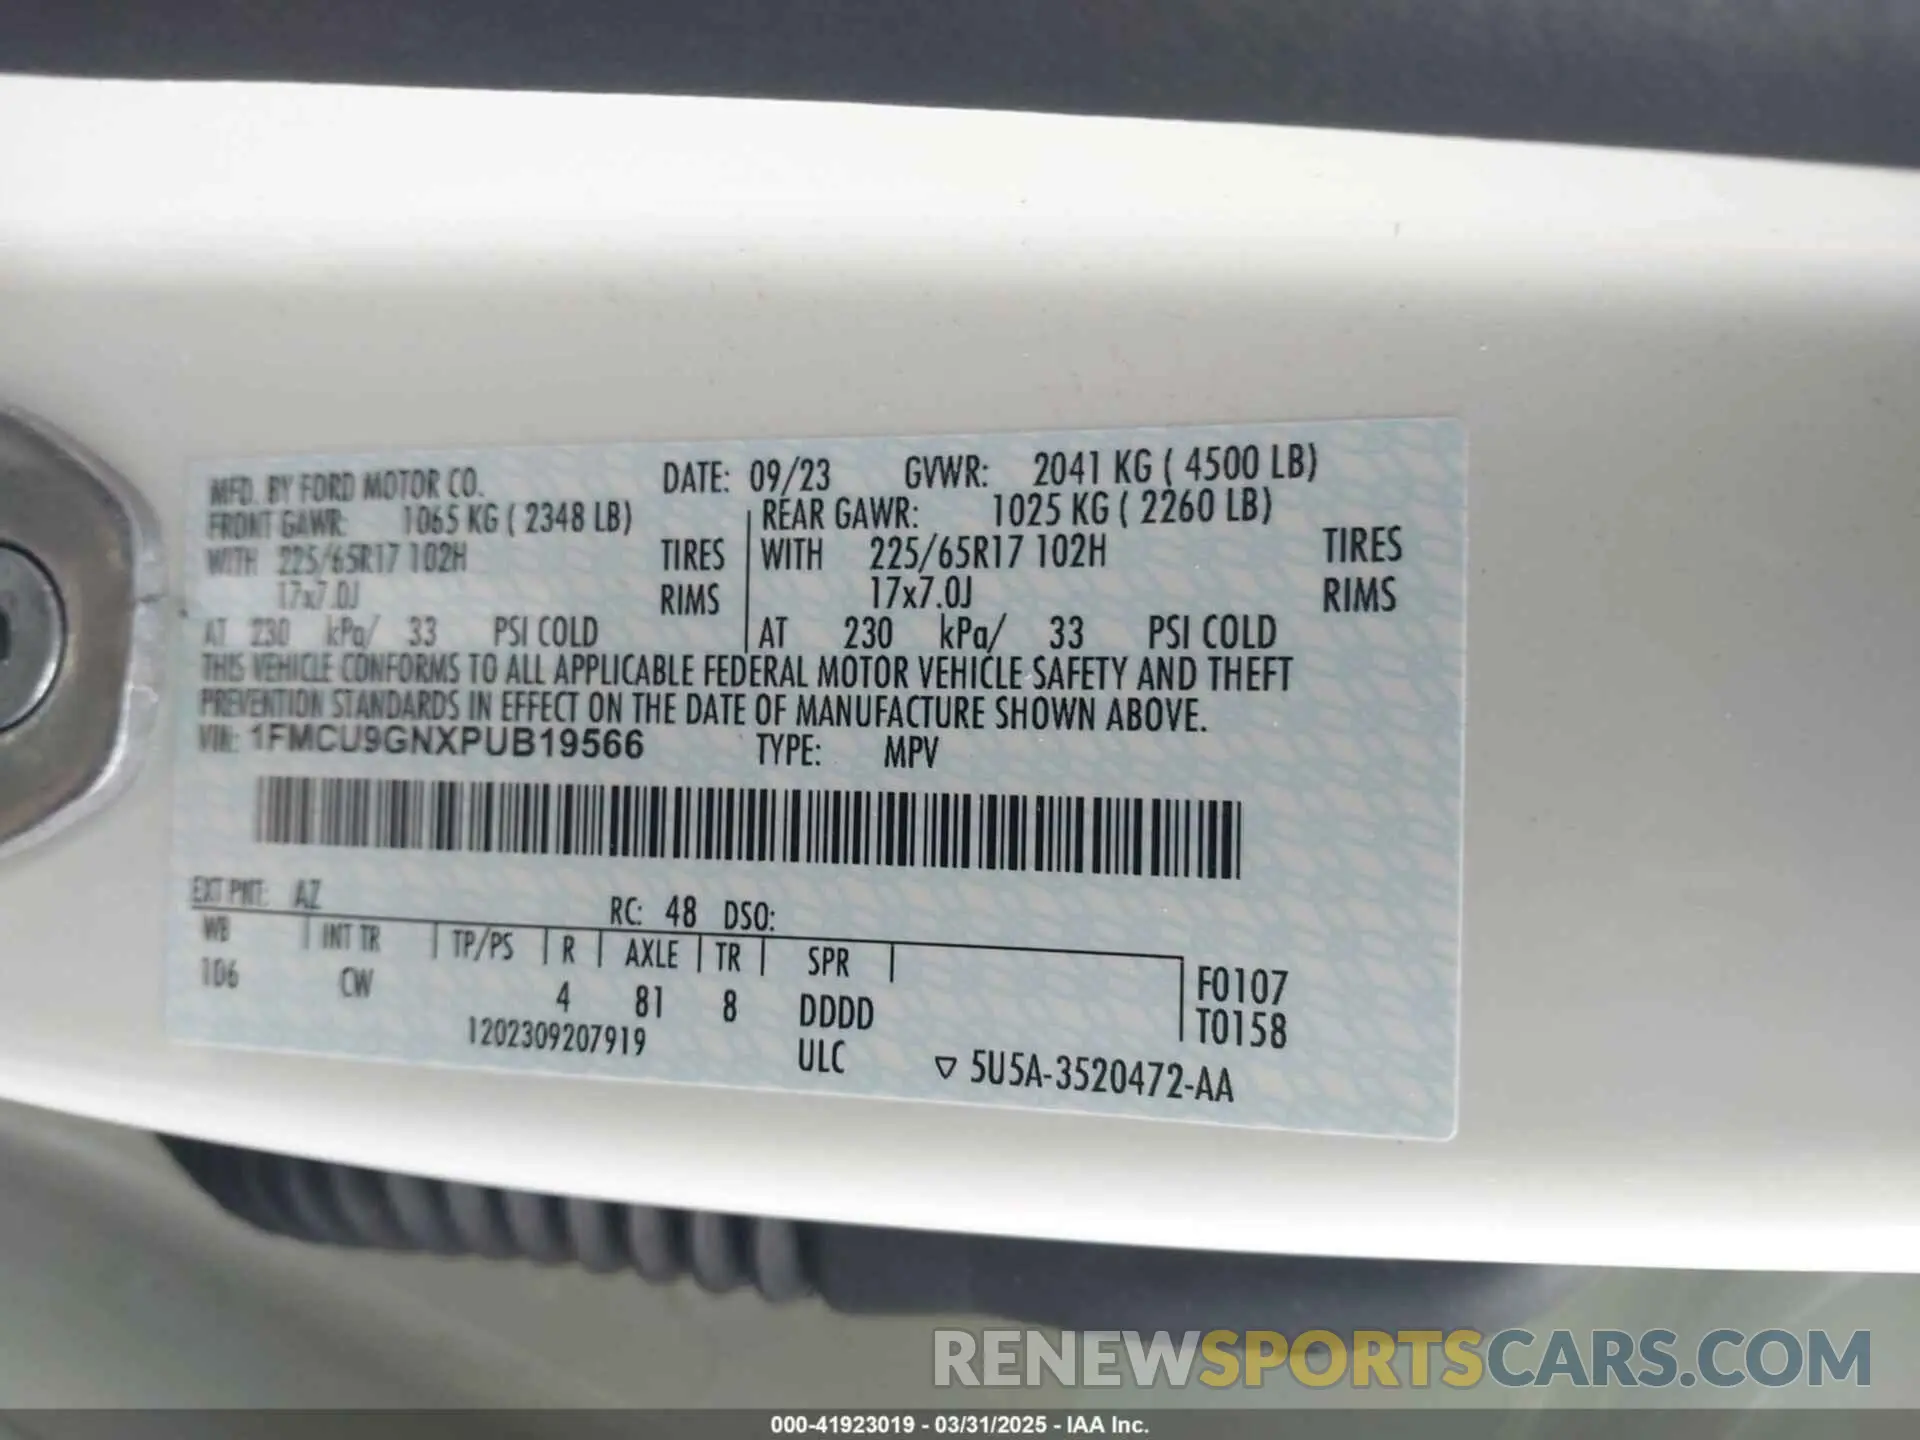 MFD. BY FORD MOTOR CO. DATE: 09/23 GVWR: 2041 KG ( 4500 LB)
FRONT GAWR: 1065 KG ( 2348 LB) REAR GAWR: 1025 KG ( 2260 LB)
WITH 225/65R17 102H TIRES WITH 225/65R17 102H TIRES
17x7.0J RIMS 17x7.0J RIMS
AT 230 kPa/ 33 PSI COLD AT 230 kPa/ 33 PSI COLD
THIS VEHICLE CONFORMS TO ALL APPLICABLE FEDERAL MOTOR VEHICLE SAFETY AND THEFT
PREVENTION STANDARDS IN EFFECT ON THE DATE OF MANUFACTURE SHOWN ABOVE.
VIN: 1FMCU9GNXPUB19566 TYPE: MPV
EXT PNT: AZ RC: 48 DSO:
WB INT TR TP/PS R AXLE TR SPR
106 CW 4 81 8 DDDD F0107
T0158
1202309207919 ULC ▽ 5U5A-3520472-AA
RENEWSPORTSCARS.COM
000-41923019 - 03/31/2025 - IAA Inc.